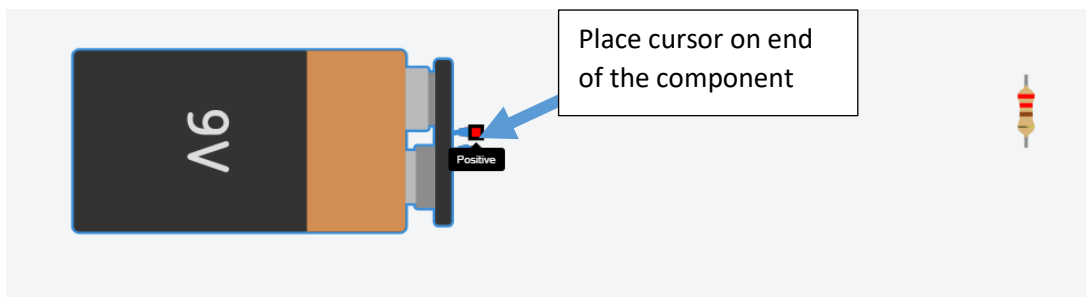 Place cursor on end
of the component
9V
Positive